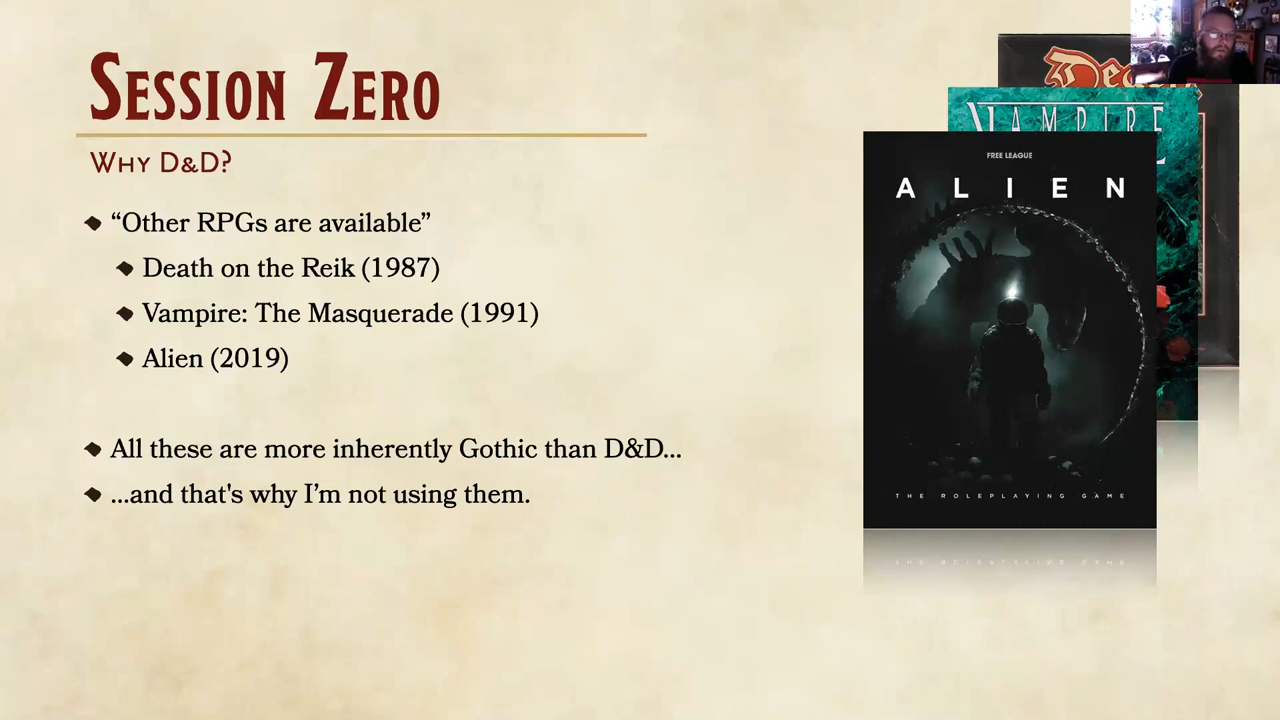 SESSION ZERO
WHY D&D?
“Other RPGs are available”
Death on the Reik (1987)
Vampire: The Masquerade (1991)
Alien (2019)
All these are more inherently Gothic than D&D...
...and that's why I’m not using them.
VAMPIRE
FREE LEAGUE
ALIEN
THE ROLEPLAYING GAME